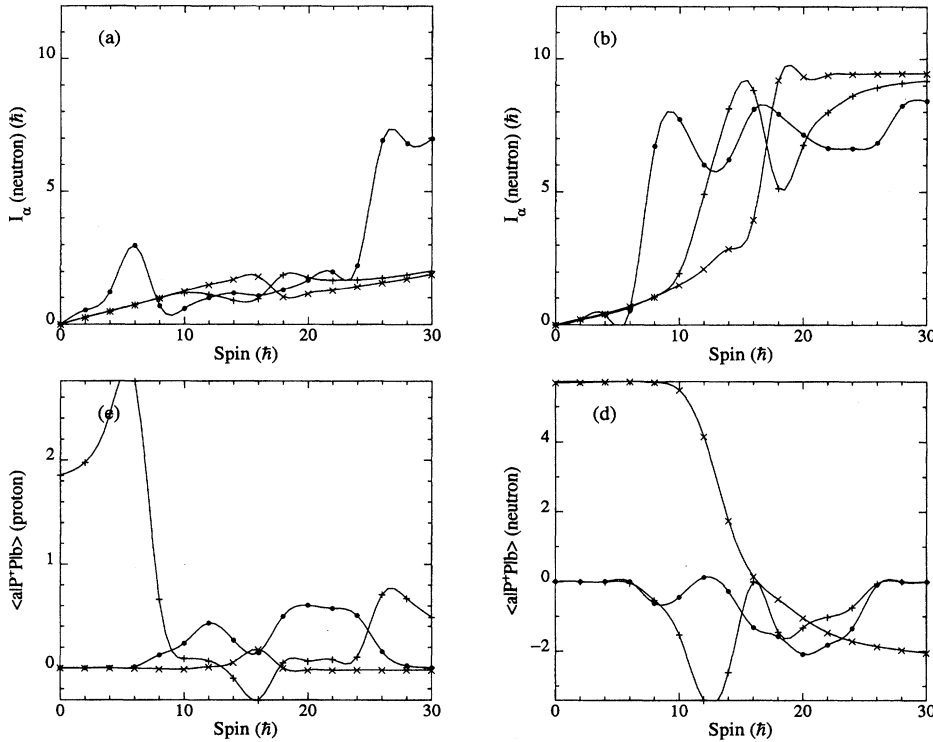 (a)
10
5
0
I_α (neutron) (ħ)
0 10 20 30
Spin (ħ)
(b)
10
5
0
I_α (neutron) (ħ)
0 10 20 30
Spin (ħ)
(c)
2
1
0
<a|P⁺P|b> (proton)
0 10 20 30
Spin (ħ)
(d)
4
2
0
−2
<a|P⁺P|b> (neutron)
0 10 20 30
Spin (ħ)